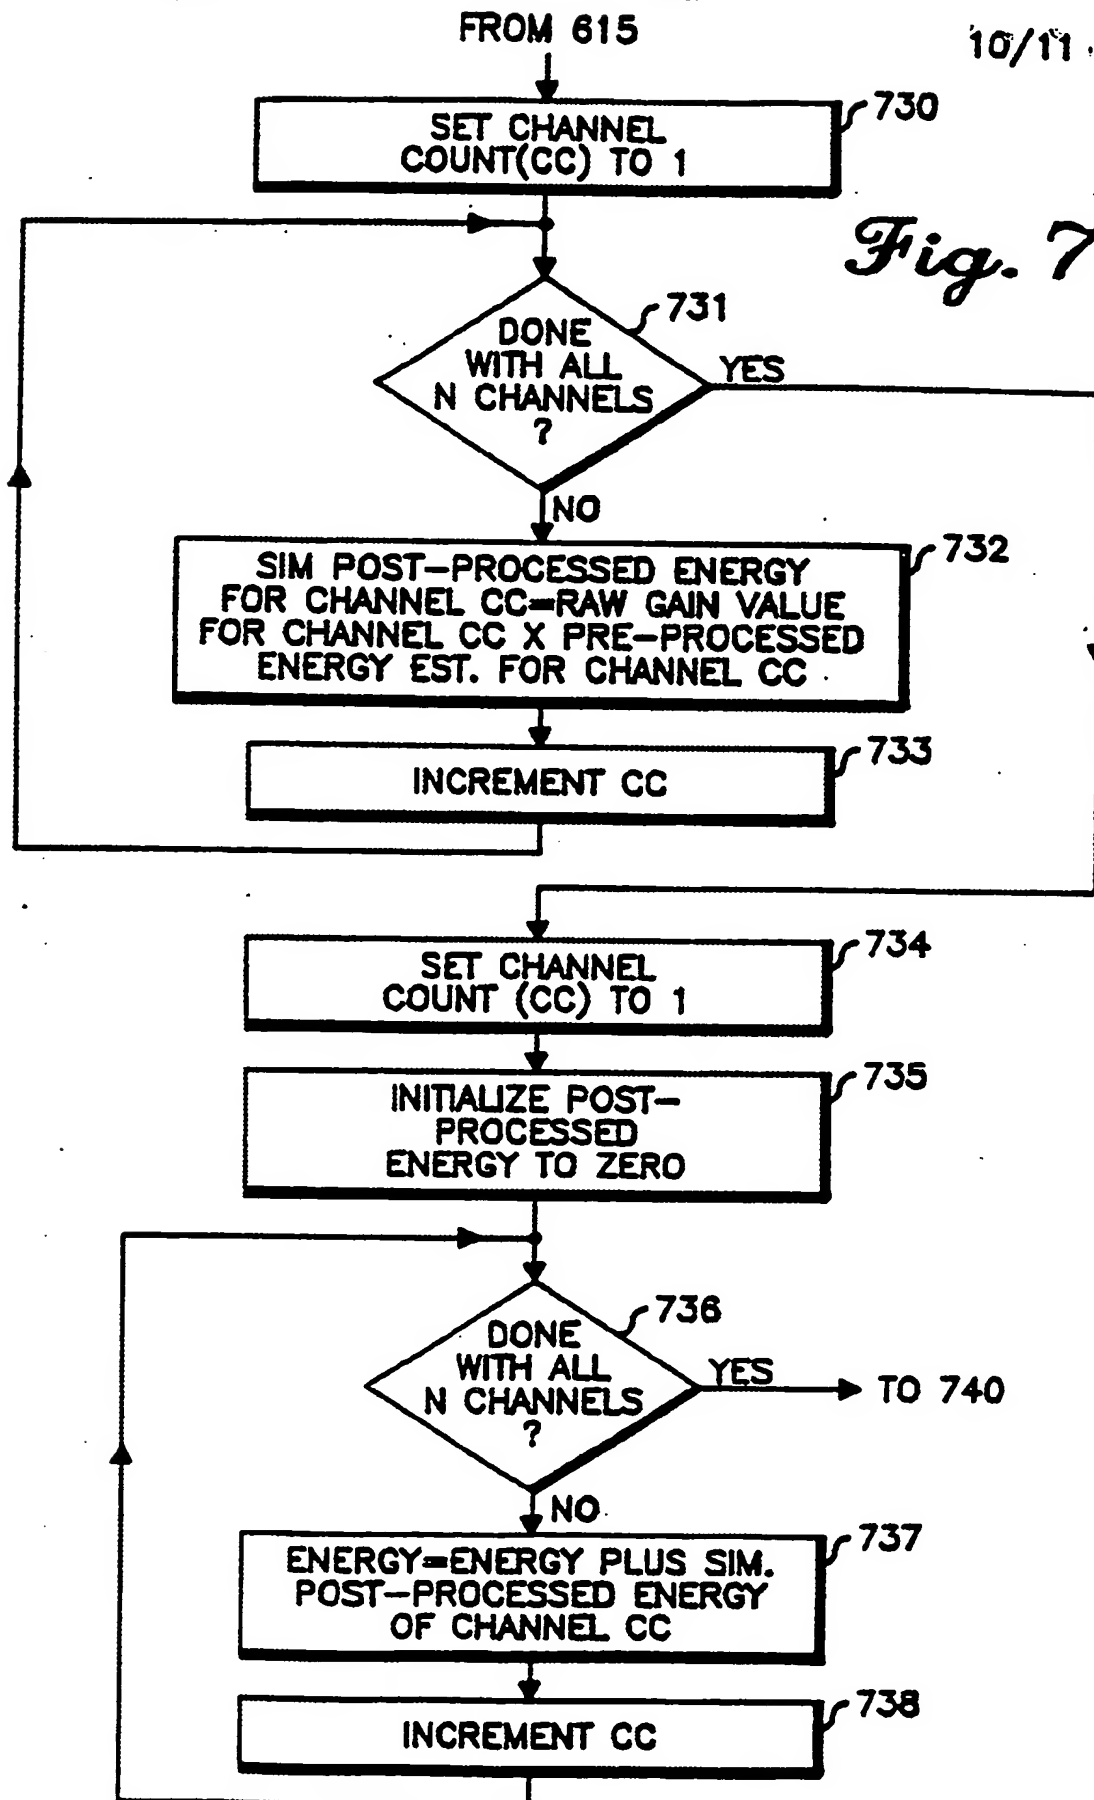 FROM 615
10/11
730
SET CHANNEL
COUNT(CC) TO 1
Fig. 7
731
DONE
WITH ALL
N CHANNELS
?
YES
NO
732
SIM POST-PROCESSED ENERGY
FOR CHANNEL CC=RAW GAIN VALUE
FOR CHANNEL CC X PRE-PROCESSED
ENERGY EST. FOR CHANNEL CC
733
INCREMENT CC
734
SET CHANNEL
COUNT (CC) TO 1
735
INITIALIZE POST-
PROCESSED
ENERGY TO ZERO
736
DONE
WITH ALL
N CHANNELS
?
YES
TO 740
NO
737
ENERGY=ENERGY PLUS SIM.
POST-PROCESSED ENERGY
OF CHANNEL CC
738
INCREMENT CC